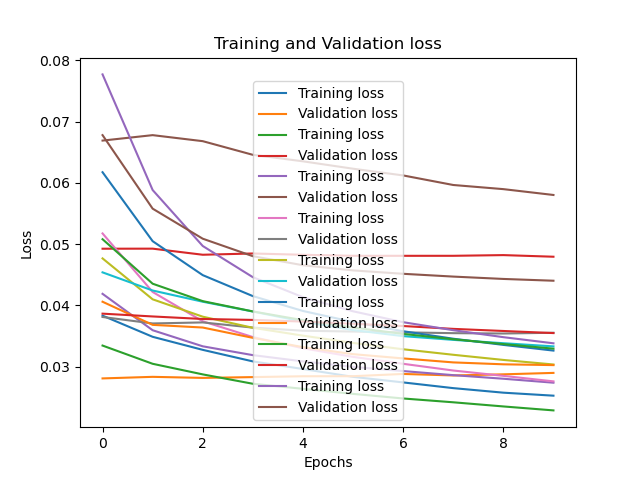 Training and Validation loss
0.08
0.07
0.06
0.05
0.04
0.03
Loss
Training loss
Validation loss
Training loss
Validation loss
Training loss
Validation loss
Training loss
Validation loss
Training loss
Validation loss
Training loss
Validation loss
Training loss
Validation loss
Training loss
Validation loss
0 2 4 6 8
Epochs